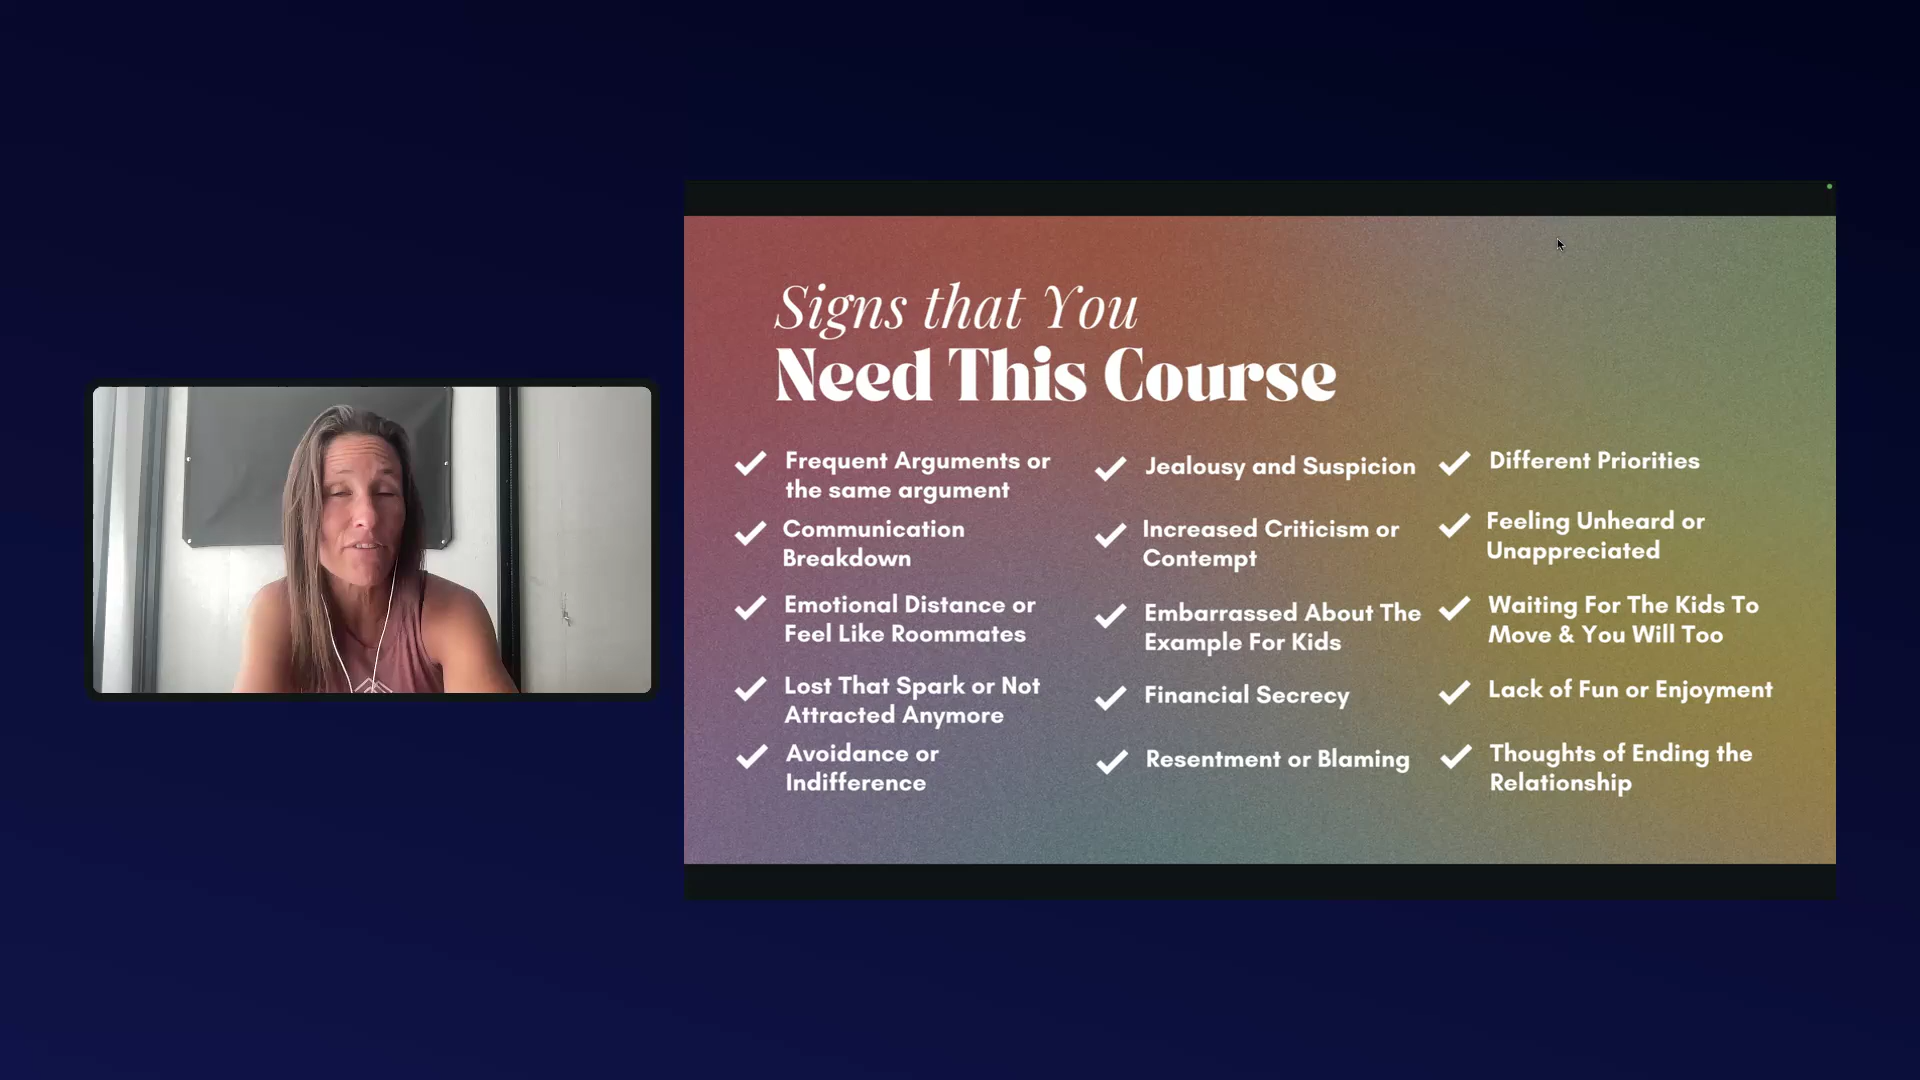 Signs that You
Need This Course
Frequent Arguments or
the same argument
Communication
Breakdown
Emotional Distance or
Feel Like Roommates
Lost That Spark or Not
Attracted Anymore
Avoidance or
Indifference
Jealousy and Suspicion
Increased Criticism or
Contempt
Embarrassed About The
Example For Kids
Financial Secrecy
Resentment or Blaming
Different Priorities
Feeling Unheard or
Unappreciated
Waiting For The Kids To
Move & You Will Too
Lack of Fun or Enjoyment
Thoughts of Ending the
Relationship